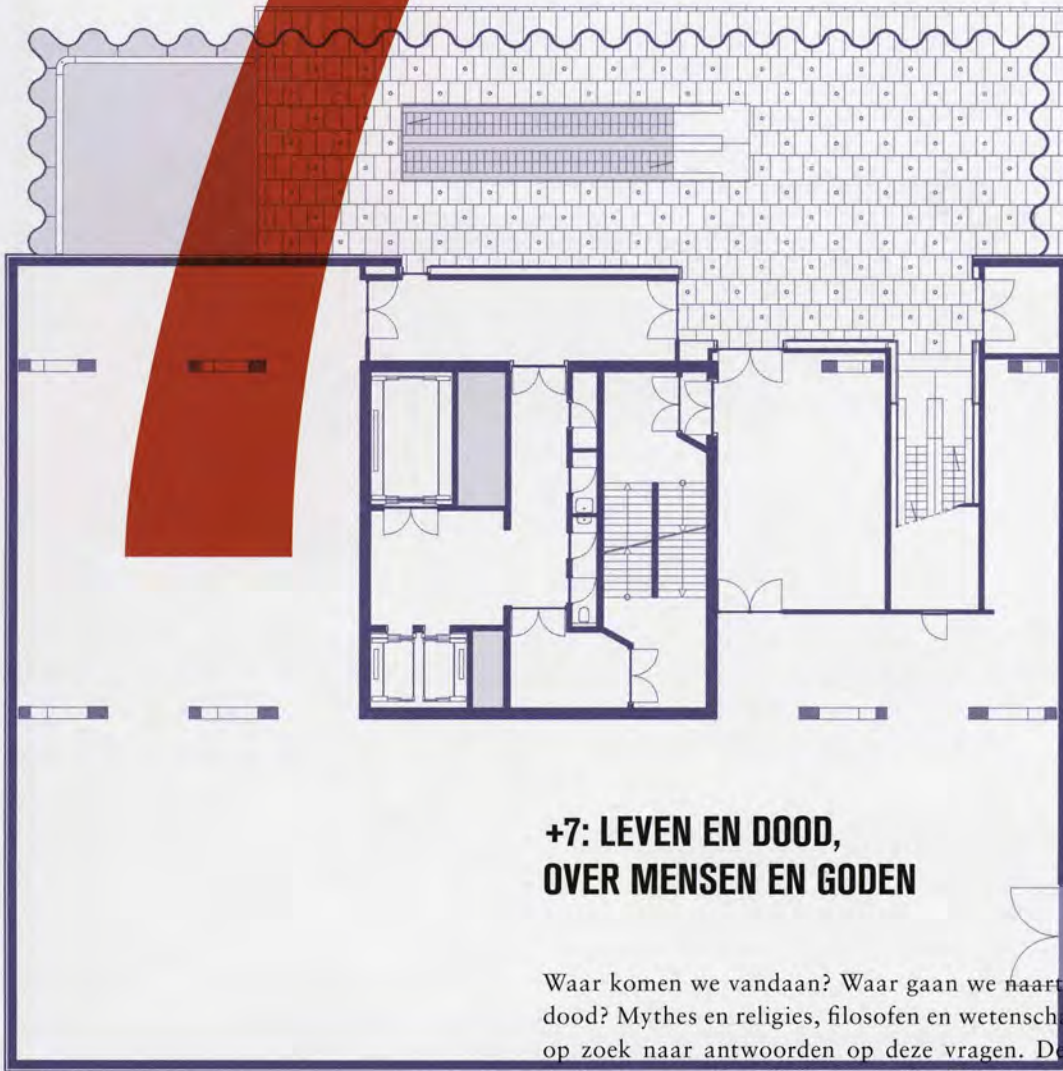 +7: LEVEN EN DOOD,
OVER MENSEN EN GODEN
Waar komen we vandaan? Waar gaan we
dood? Mythes en religies, filosofen en
op zoek naar antwoorden op deze vragen.